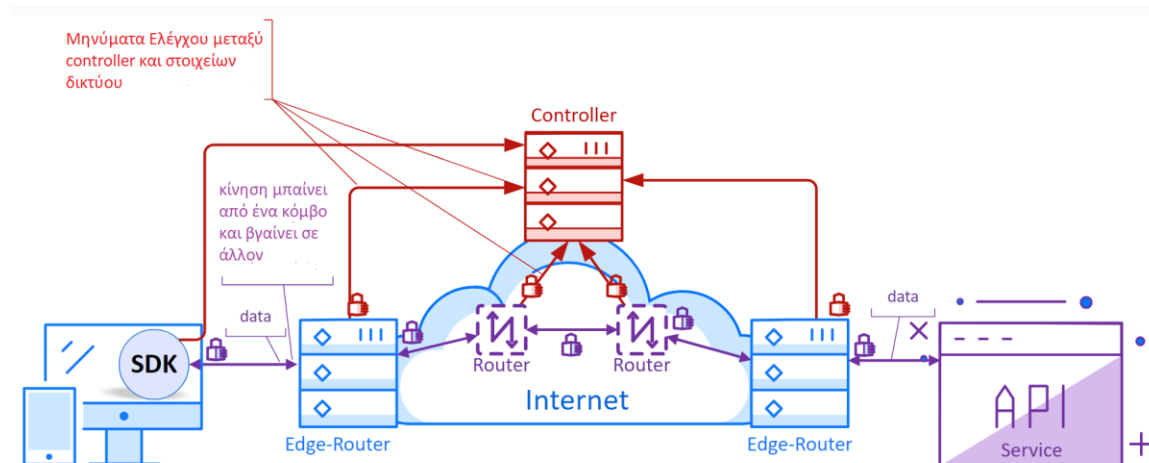 Μηνύματα Ελέγχου μεταξύ
controller και στοιχείων
δικτύου
Controller
κίνηση μπαίνει
από ένα κόμβο
και βγαίνει σε
άλλον
data
data
SDK
Router
Router
Internet
API
Service
Edge-Router
Edge-Router